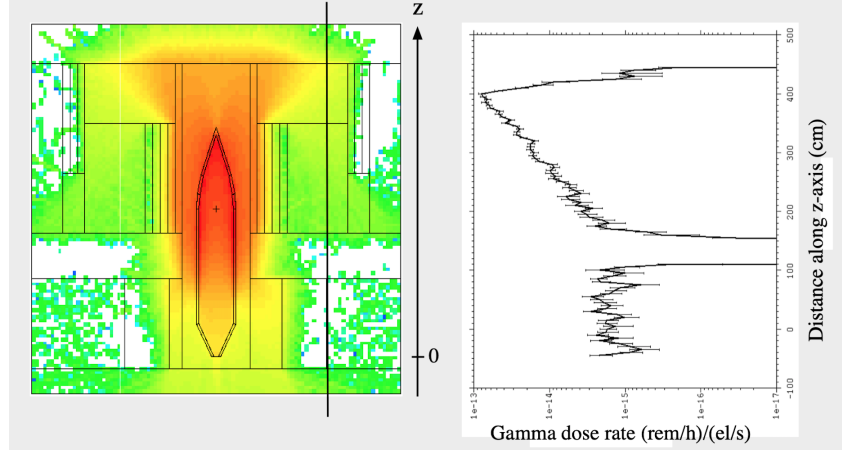 z
0
500
400
300
200
100
0
-100
Distance along z-axis (cm)
1e-13
1e-14
1e-15
1e-16
1e-17
Gamma dose rate (rem/h)/(el/s)